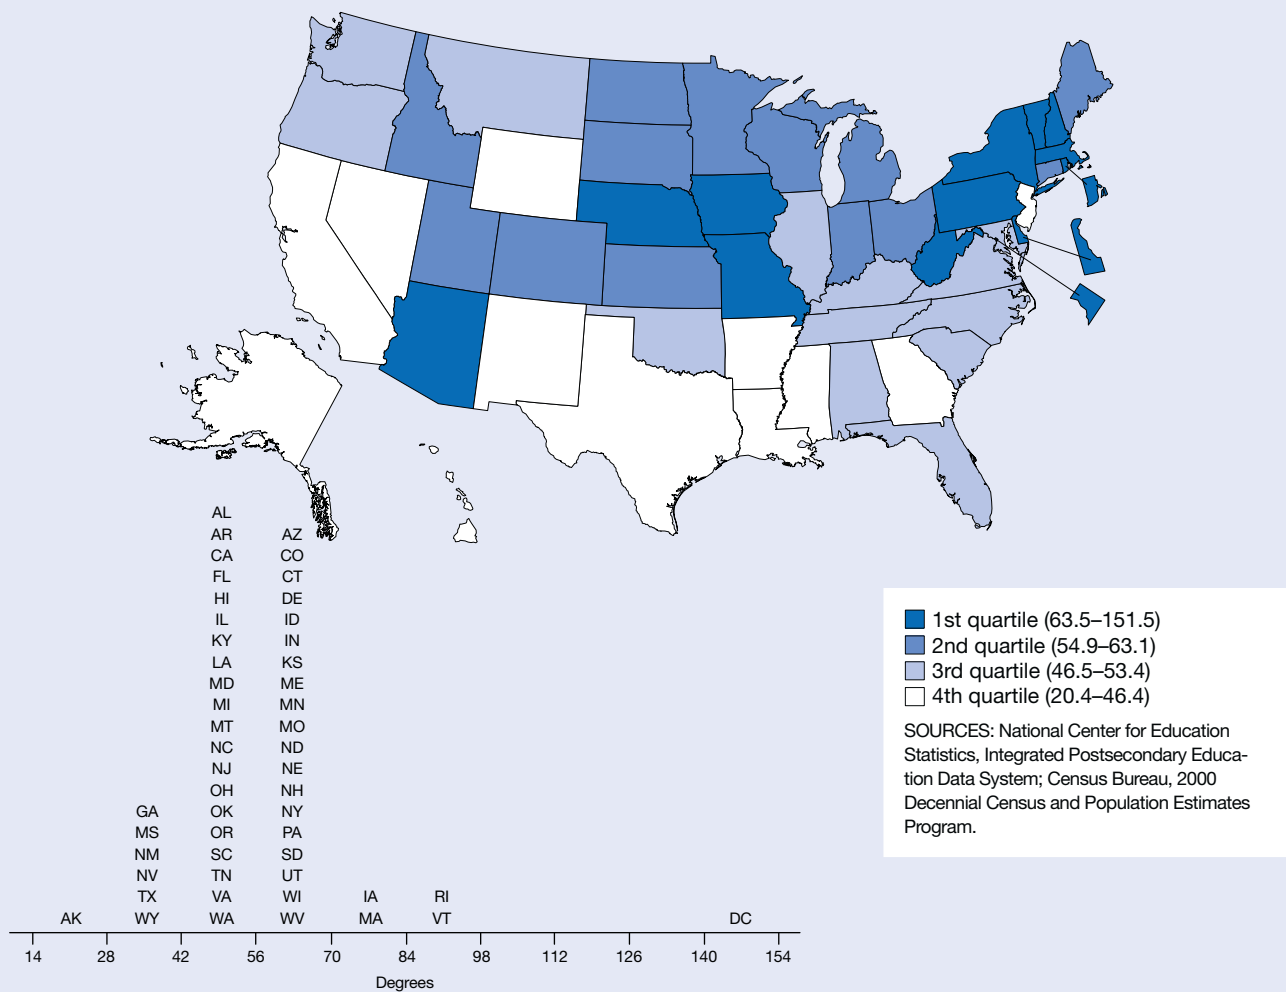 AL
AR AZ
CA CO
FL CT
HI DE
IL ID
KY IN
LA KS
MD ME
MI MN
MT MO
NC ND
NJ NE
OH NH
GA OK NY
MS OR PA
NM SC SD
NV TN UT
TX VA WI IA RI
AK WY WA WV MA VT DC
14 28 42 56 70 84 98 112 126 140 154
Degrees
1st quartile (63.5–151.5)
2nd quartile (54.9–63.1)
3rd quartile (46.5–53.4)
4th quartile (20.4–46.4)
SOURCES: National Center for Education
Statistics, Integrated Postsecondary Educa-
tion Data System; Census Bureau, 2000
Decennial Census and Population Estimates
Program.